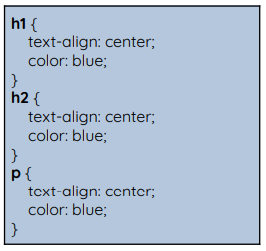 h1 {
text-align: center;
color: blue;
}
h2 {
text-align: center;
color: blue;
}
p {
text-align: center;
color: blue;
}